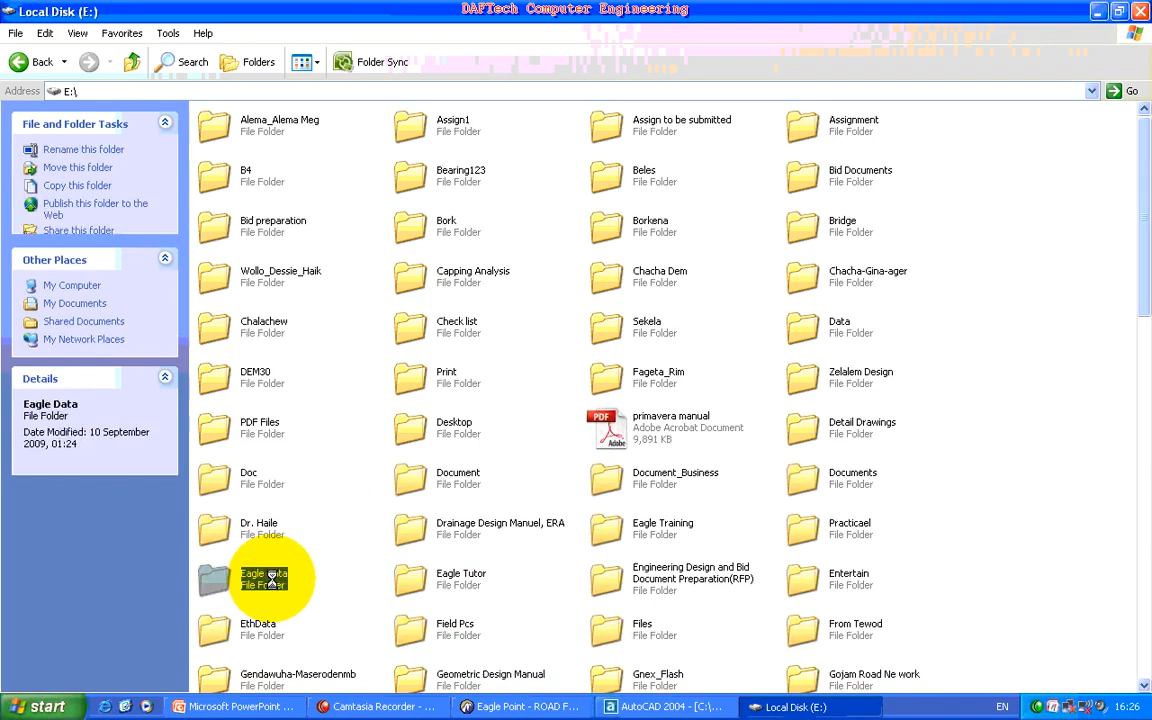 Local Disk (E:)
DAFTech Computer Engineering
File Edit View Favorites Tools Help
Back Search Folders Folder Sync
Address E:\ Go
File and Folder Tasks
Rename this folder
Move this folder
Copy this folder
Publish this folder to the
Web
Share this folder
Other Places
My Computer
My Documents
Shared Documents
My Network Places
Details
Eagle Data
File Folder
Date Modified: 10 September
2009, 01:24
Alema_Alema Meg Assign1 Assign to be submitted Assignment
File Folder File Folder File Folder File Folder
B4 Bearing123 Beles Bid Documents
File Folder File Folder File Folder File Folder
Bid preparation Bork Borkena Bridge
File Folder File Folder File Folder File Folder
Wollo_Dessie_Haik Capping Analysis Chacha Dem Chacha-Gina-ager
File Folder File Folder File Folder File Folder
Chalachew Check list Sekela Data
File Folder File Folder File Folder File Folder
DEM30 Print Fageta_Rim Zelalem Design
File Folder File Folder File Folder File Folder
PDF Files Desktop primavera manual Detail Drawings
File Folder File Folder Adobe Acrobat Document File Folder
PDF Adobe 9,891 KB
Doc Document Document_Business Documents
File Folder File Folder File Folder File Folder
Dr. Haile Drainage Design Manuel, ERA Eagle Training Practicael
File Folder File Folder File Folder File Folder
Eagle Data Eagle Tutor Engineering Design and Bid Document Preparation(RFP) Entertain
File Folder File Folder File Folder File Folder
EthData Field Pcs Files From Tewod
File Folder File Folder File Folder File Folder
Gendawuha-Maserodenmb Geometric Design Manual Gnex_Flash Gojam Road Ne work
File Folder File Folder File Folder File Folder
start Microsoft PowerPoint ... Camtasia Recorder - ... Eagle Point - ROAD F... AutoCAD 2004 - [C:\... Local Disk (E:) EN 16:26